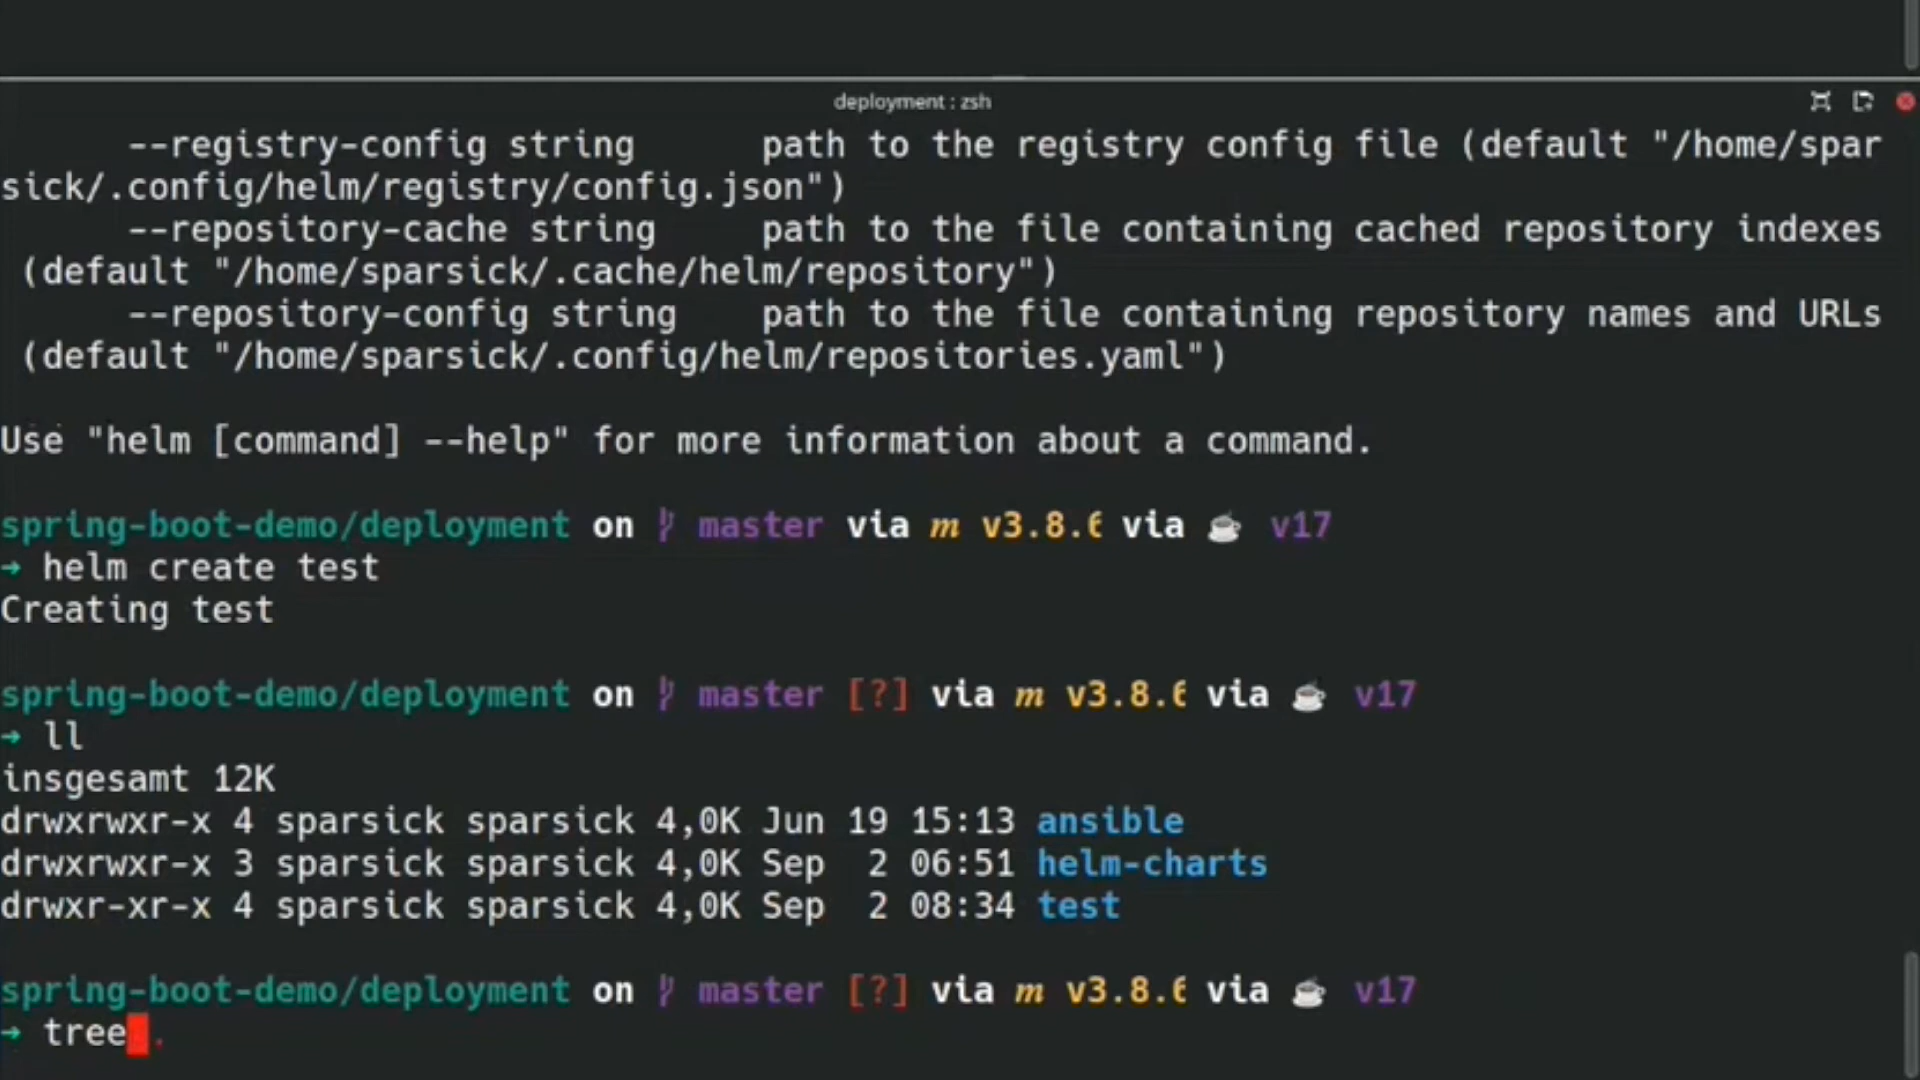 deployment : zsh
--registry-config string path to the registry config file (default "/home/spar
sick/.config/helm/registry/config.json")
--repository-cache string path to the file containing cached repository indexes
(default "/home/sparsick/.cache/helm/repository")
--repository-config string path to the file containing repository names and URLs
(default "/home/sparsick/.config/helm/repositories.yaml")
Use "helm [command] --help" for more information about a command.
spring-boot-demo/deployment on master via m v3.8.6 via ☕ v17
→ helm create test
Creating test
spring-boot-demo/deployment on master [?] via m v3.8.6 via ☕ v17
→ ll
insgesamt 12K
drwxrwxr-x 4 sparsick sparsick 4,0K Jun 19 15:13 ansible
drwxrwxr-x 3 sparsick sparsick 4,0K Sep 2 06:51 helm-charts
drwxr-xr-x 4 sparsick sparsick 4,0K Sep 2 08:34 test
spring-boot-demo/deployment on master [?] via m v3.8.6 via ☕ v17
→ tree .